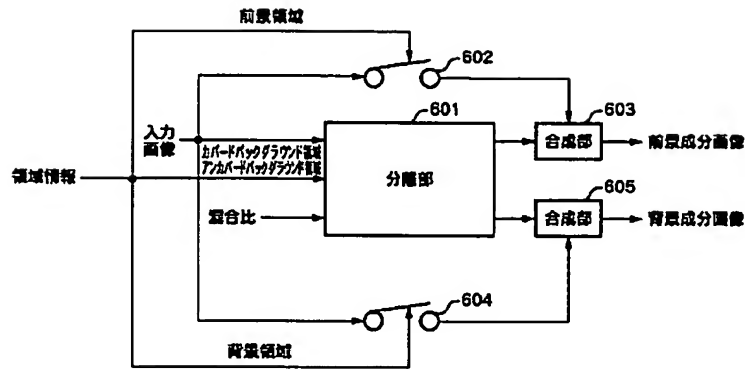 前景領域
602
601
603
入力
画像
カバードバックグラウンド領域
アンカバードバックグラウンド領域
合成部
前景成分画像
領域情報
分離部
605
混合比
合成部
背景成分画像
604
背景領域